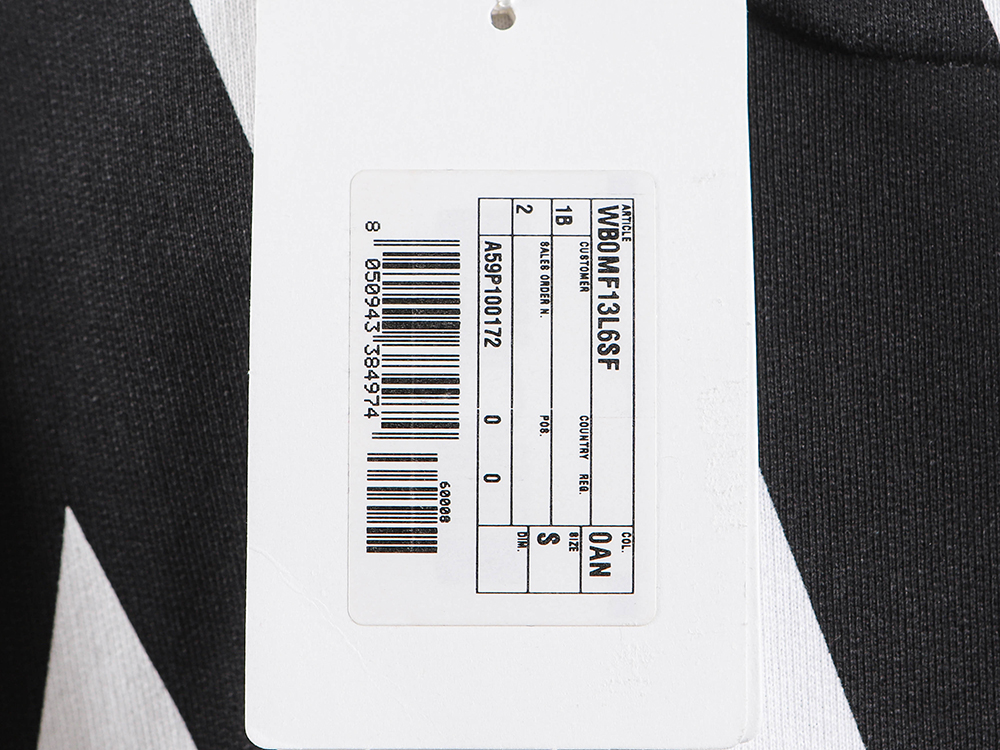 ARTICLE COL.
WB0MF13L6SF 0AN
1B CUSTOMER COUNTRY REG. SIZE
S
2 SALES ORDER N. POS. DIM.
A59P100172 0 0
60008
8 050943 384974